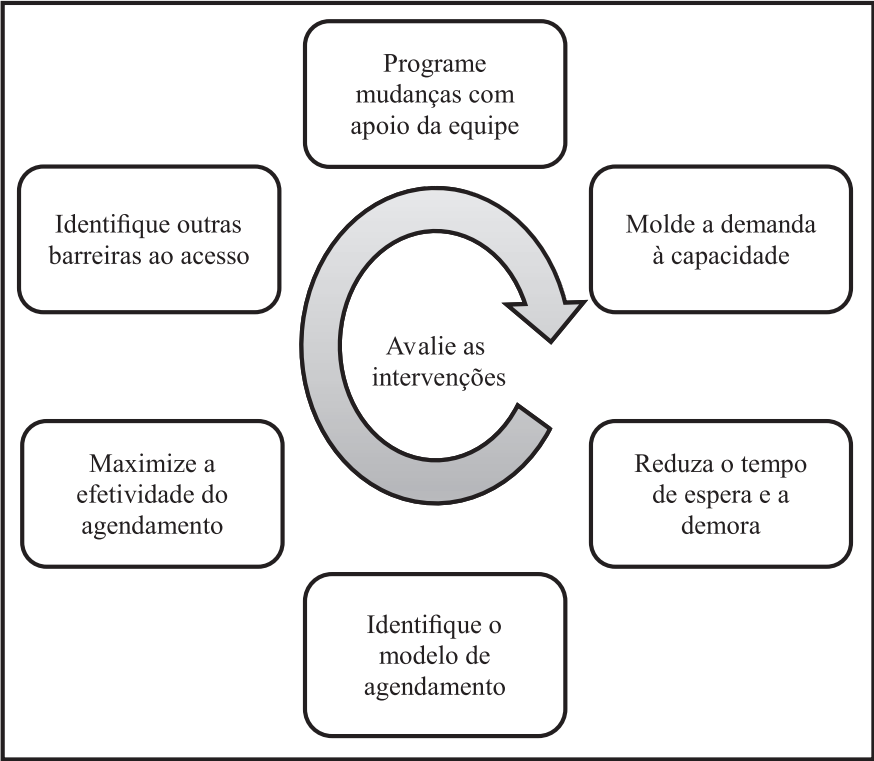 Programe
mudanças com
apoio da equipe
Identifique outras
barreiras ao acesso
Molde a demanda
à capacidade
Avalie as
intervenções
Maximize a
efetividade do
agendamento
Reduza o tempo
de espera e a
demora
Identifique o
modelo de
agendamento